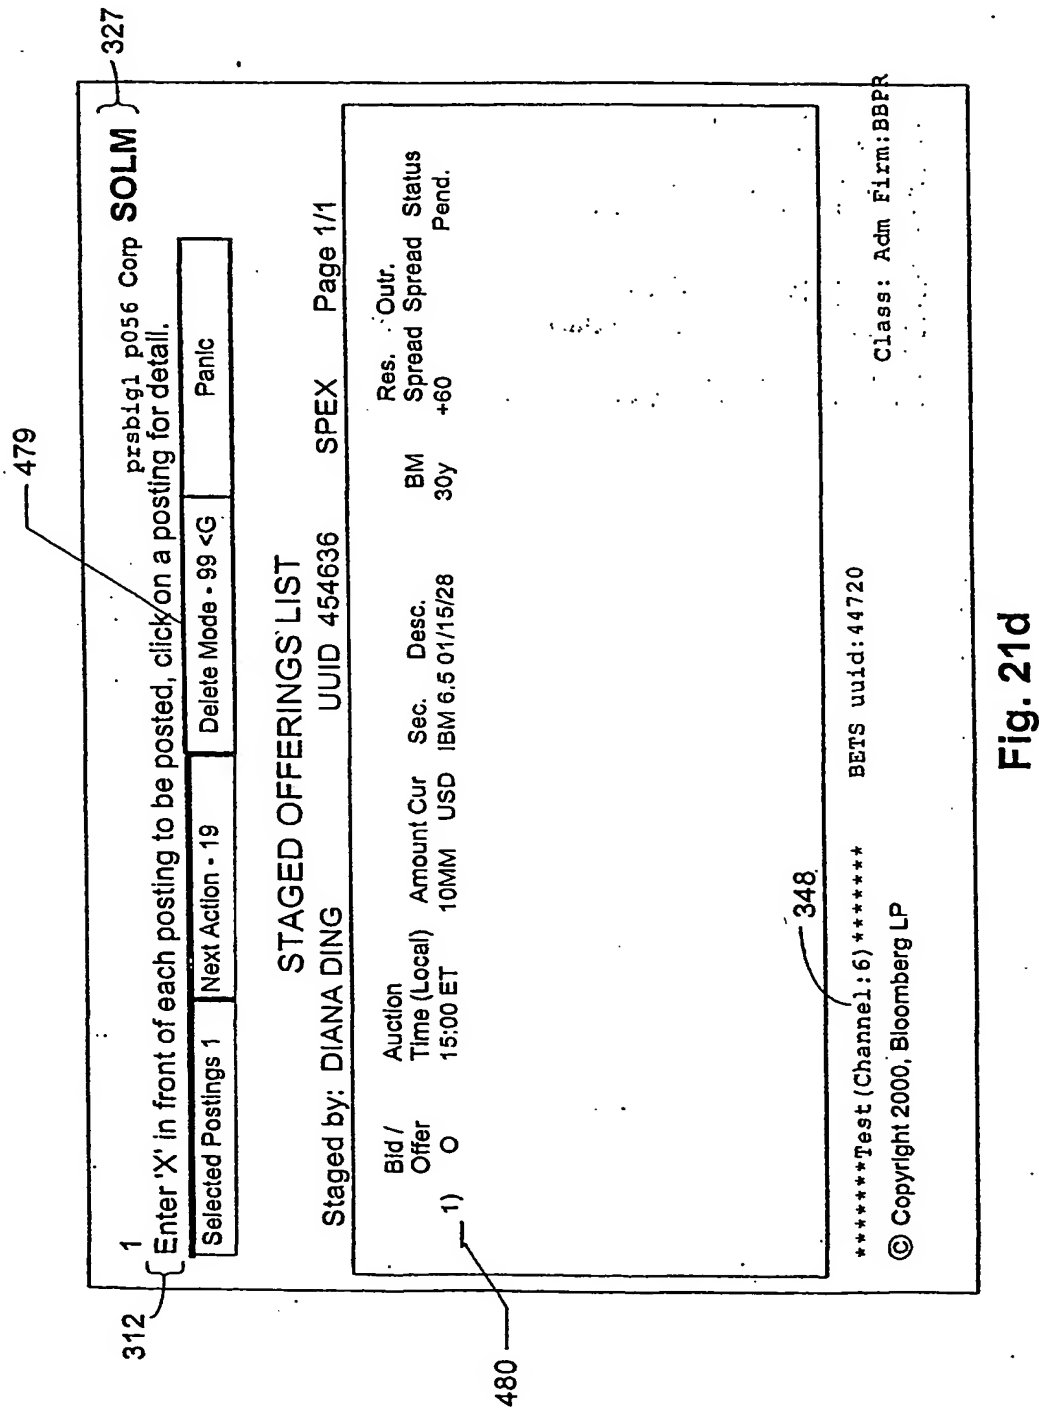 327
prsbig1 p056 Corp SOLM
1
312
Enter 'X' in front of each posting to be posted, click on a posting for detail.
479
Selected Postings 1 Next Action - 19 Delete Mode - 99 <G Panic
STAGED OFFERINGS LIST
Staged by: DIANA DING UUID 454636 SPEX Page 1/1
Bid / Auction Res. Outr.
Offer Time (Local) Amount Cur Sec. Desc. BM Spread Spread Status
1) O 15:00 ET 10MM USD IBM 6.5 01/15/28 30y +60 Pend.
480
348
*******Test (Channel:6)******* BETS uuid:44720 Class: Adm Firm:BBPR
© Copyright 2000, Bloomberg LP
Fig. 21d